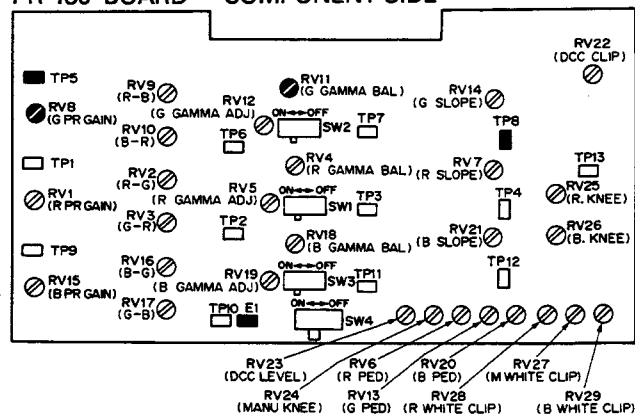 BOARD COMPONENT SIDE
RV22
(DCC CLIP)
TP5
RV9
(R-B)
RV11
(G GAMMA BAL)
RV14
(G SLOPE)
RV8
(G PR GAIN)
RV12
(G GAMMA ADJ)
ON↔OFF
SW2
TP7
TP8
RV10
(B-R)
TP6
TP1
RV4
(R GAMMA BAL)
RV7
(R SLOPE)
TP13
RV2
(R-G)
RV1
(R PR GAIN)
RV5
(R GAMMA ADJ)
ON↔OFF
SW1
TP3
TP4
RV25
(R. KNEE)
RV3
(G-R)
TP2
RV18
(B GAMMA BAL)
RV21
(B SLOPE)
RV26
(B. KNEE)
TP9
RV16
(B-G)
RV15
(B PR GAIN)
RV19
(B GAMMA ADJ)
ON↔OFF
SW3
TP11
TP12
RV17
(G-B)
TP10 E1
ON↔OFF
SW4
RV23
(DCC LEVEL)
RV6
(R PED)
RV20
(B PED)
RV27
(M WHITE CLIP)
RV24
(MANU KNEE)
RV13
(G PED)
RV28
(R WHITE CLIP)
RV29
(B WHITE CLIP)